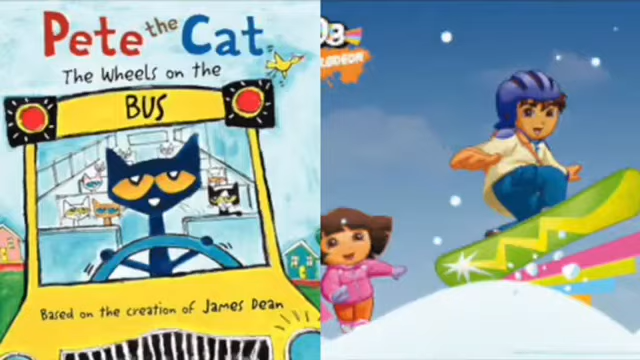 Pete the Cat
The Wheels on the
BUS
Based on the creation of James Dean